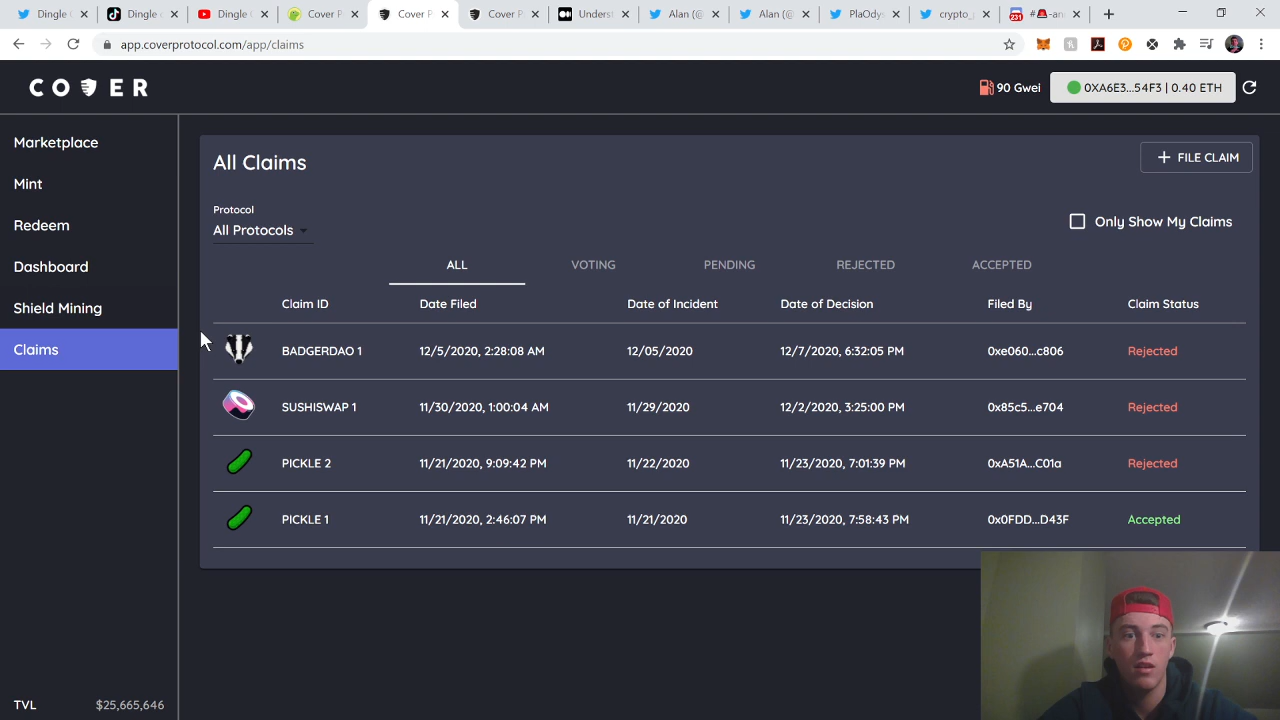 Dingle
Dingle
Dingle
Cover P
Cover P
Cover P
Underst
Alan (@
Alan (@
PlaOdys
crypto_
231
app.coverprotocol.com/app/claims
COVER
90 Gwei
0XA6E3...54F3 | 0.40 ETH
Marketplace
Mint
Redeem
Dashboard
Shield Mining
Claims
All Claims
+ FILE CLAIM
Protocol
All Protocols
Only Show My Claims
ALL VOTING PENDING REJECTED ACCEPTED
Claim ID Date Filed Date of Incident Date of Decision Filed By Claim Status
BADGERDAO 1 12/5/2020, 2:28:08 AM 12/05/2020 12/7/2020, 6:32:05 PM 0xe060...c806 Rejected
SUSHISWAP 1 11/30/2020, 1:00:04 AM 11/29/2020 12/2/2020, 3:25:00 PM 0x85c5...e704 Rejected
PICKLE 2 11/21/2020, 9:09:42 PM 11/22/2020 11/23/2020, 7:01:39 PM 0xA51A...C01a Rejected
PICKLE 1 11/21/2020, 2:46:07 PM 11/21/2020 11/23/2020, 7:58:43 PM 0x0FDD...D43F Accepted
TVL $25,665,646